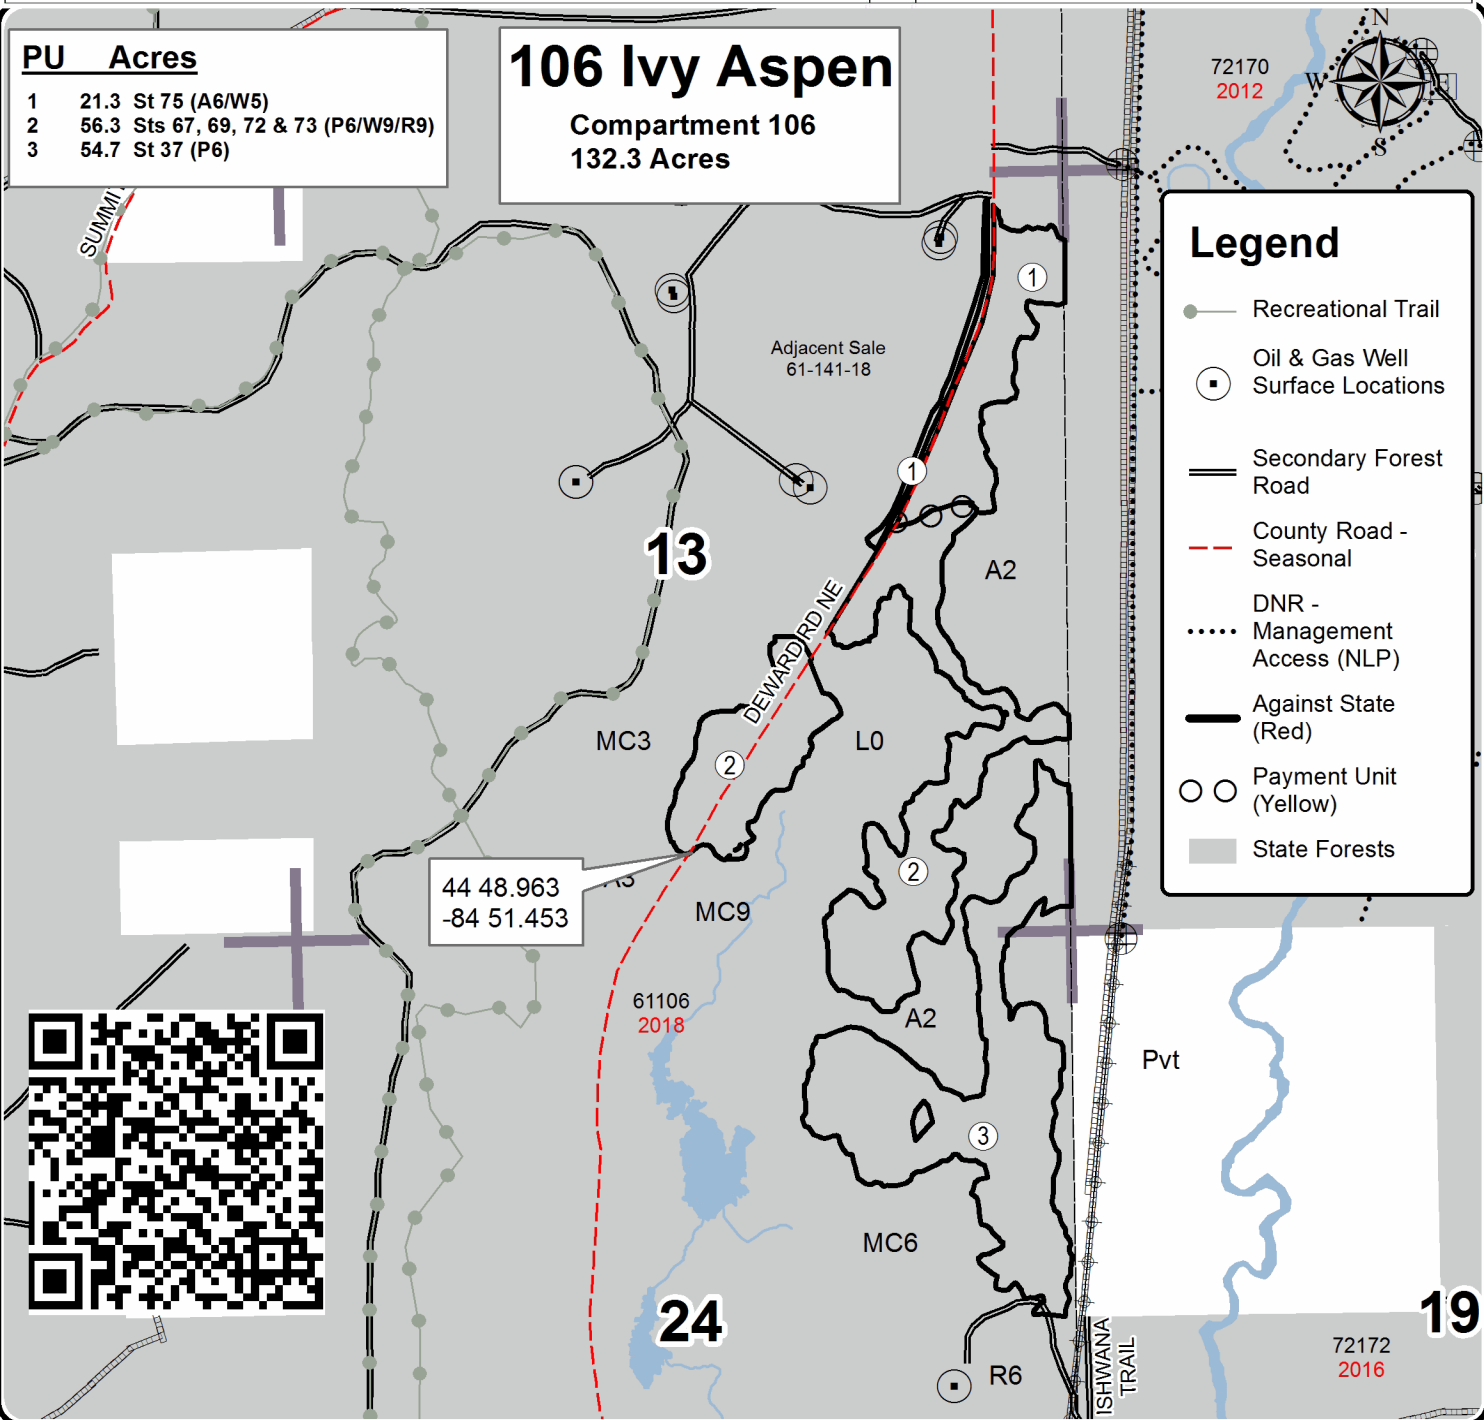 PU Acres
1 21.3 St 75 (A6/W5)
2 56.3 Sts 67, 69, 72 & 73 (P6/W9/R9)
3 54.7 St 37 (P6)
106 Ivy Aspen
Compartment 106
132.3 Acres
72170
2012
N
W
E
S
SUMMIT
Legend
Recreational Trail
Oil & Gas Well
Surface Locations
Secondary Forest
Road
County Road -
Seasonal
DNR -
Management
Access (NLP)
Against State
(Red)
Payment Unit
(Yellow)
State Forests
1
Adjacent Sale
61-141-18
1
13
A2
DEWARD RD NE
MC3
L0
2
2
44 48.963
-84 51.453
A3
MC9
61106
2018
A2
Pvt
3
MC6
24
19
R6
ISHWANA
TRAIL
72172
2016